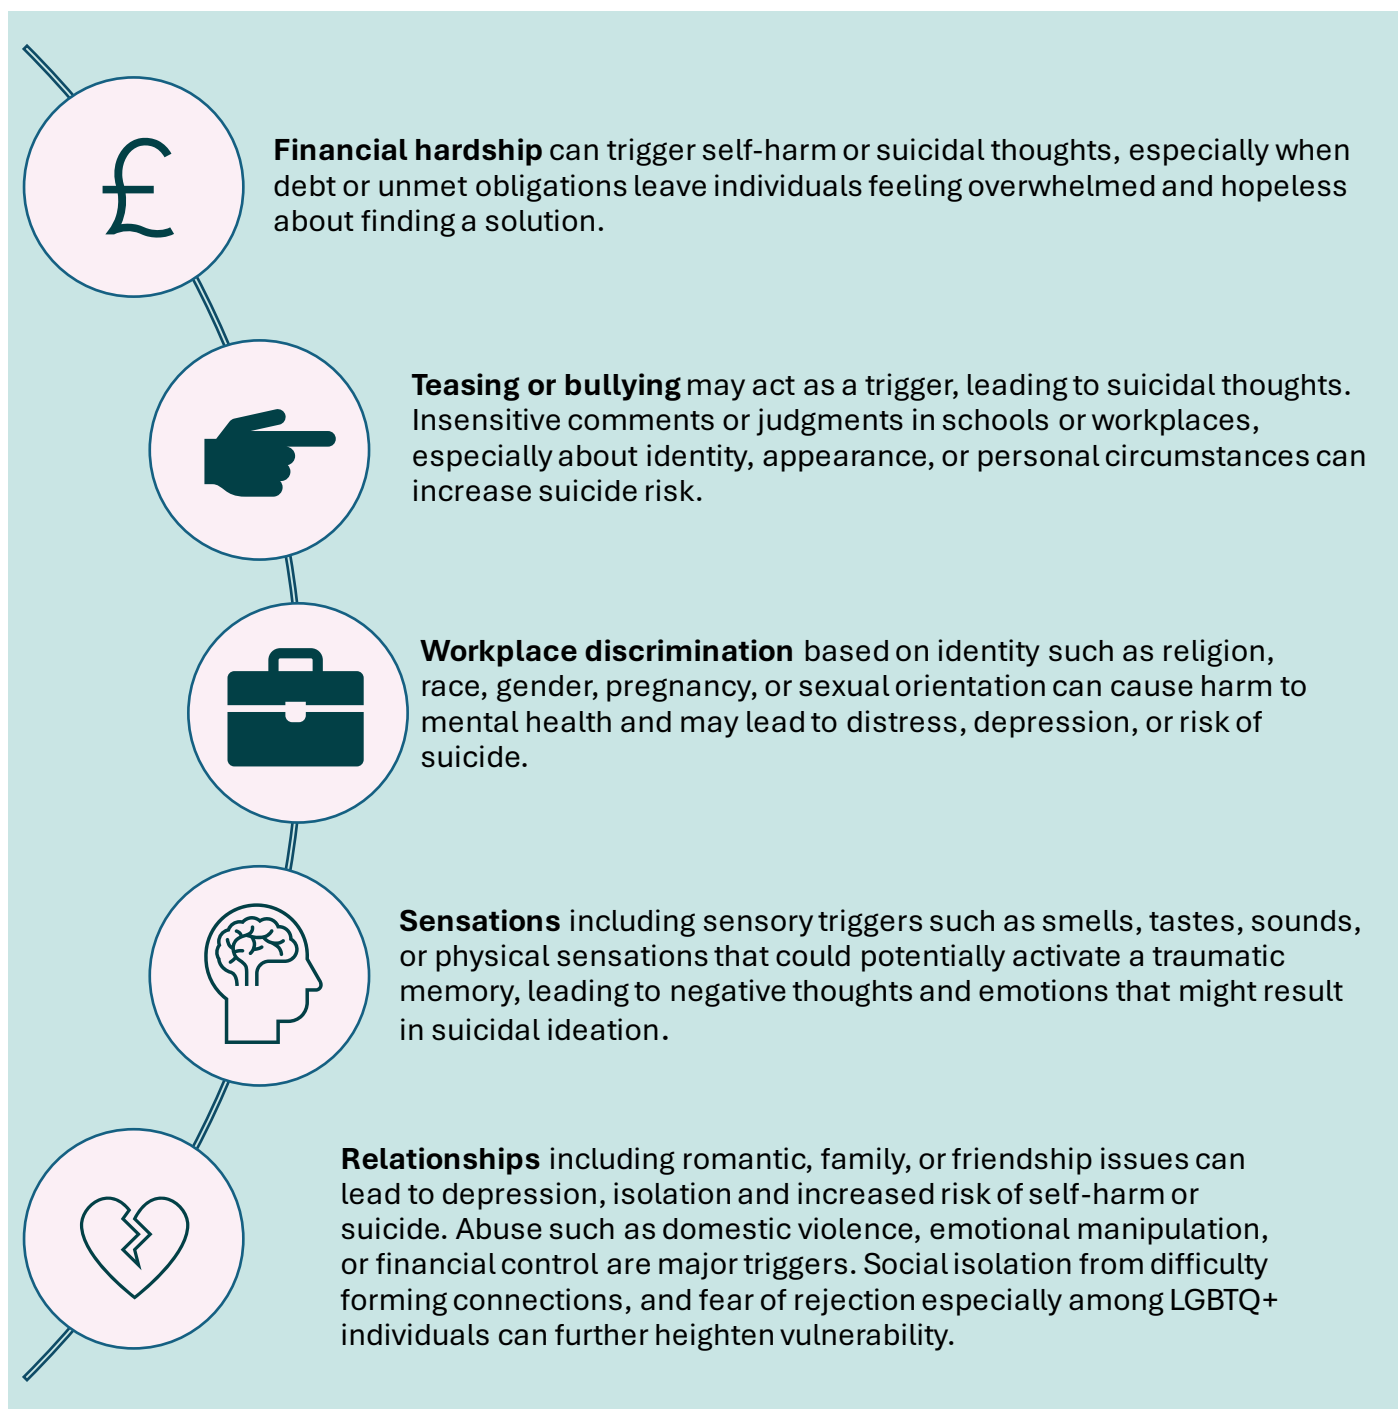 £
Financial hardship can trigger self-harm or suicidal thoughts, especially when
debt or unmet obligations leave individuals feeling overwhelmed and hopeless
about finding a solution.
Teasing or bullying may act as a trigger, leading to suicidal thoughts.
Insensitive comments or judgments in schools or workplaces,
especially about identity, appearance, or personal circumstances can
increase suicide risk.
Workplace discrimination based on identity such as religion,
race, gender, pregnancy, or sexual orientation can cause harm to
mental health and may lead to distress, depression, or risk of
suicide.
Sensations including sensory triggers such as smells, tastes, sounds,
or physical sensations that could potentially activate a traumatic
memory, leading to negative thoughts and emotions that might result
in suicidal ideation.
Relationships including romantic, family, or friendship issues can
lead to depression, isolation and increased risk of self-harm or
suicide. Abuse such as domestic violence, emotional manipulation,
or financial control are major triggers. Social isolation from difficulty
forming connections, and fear of rejection especially among LGBTQ+
individuals can further heighten vulnerability.